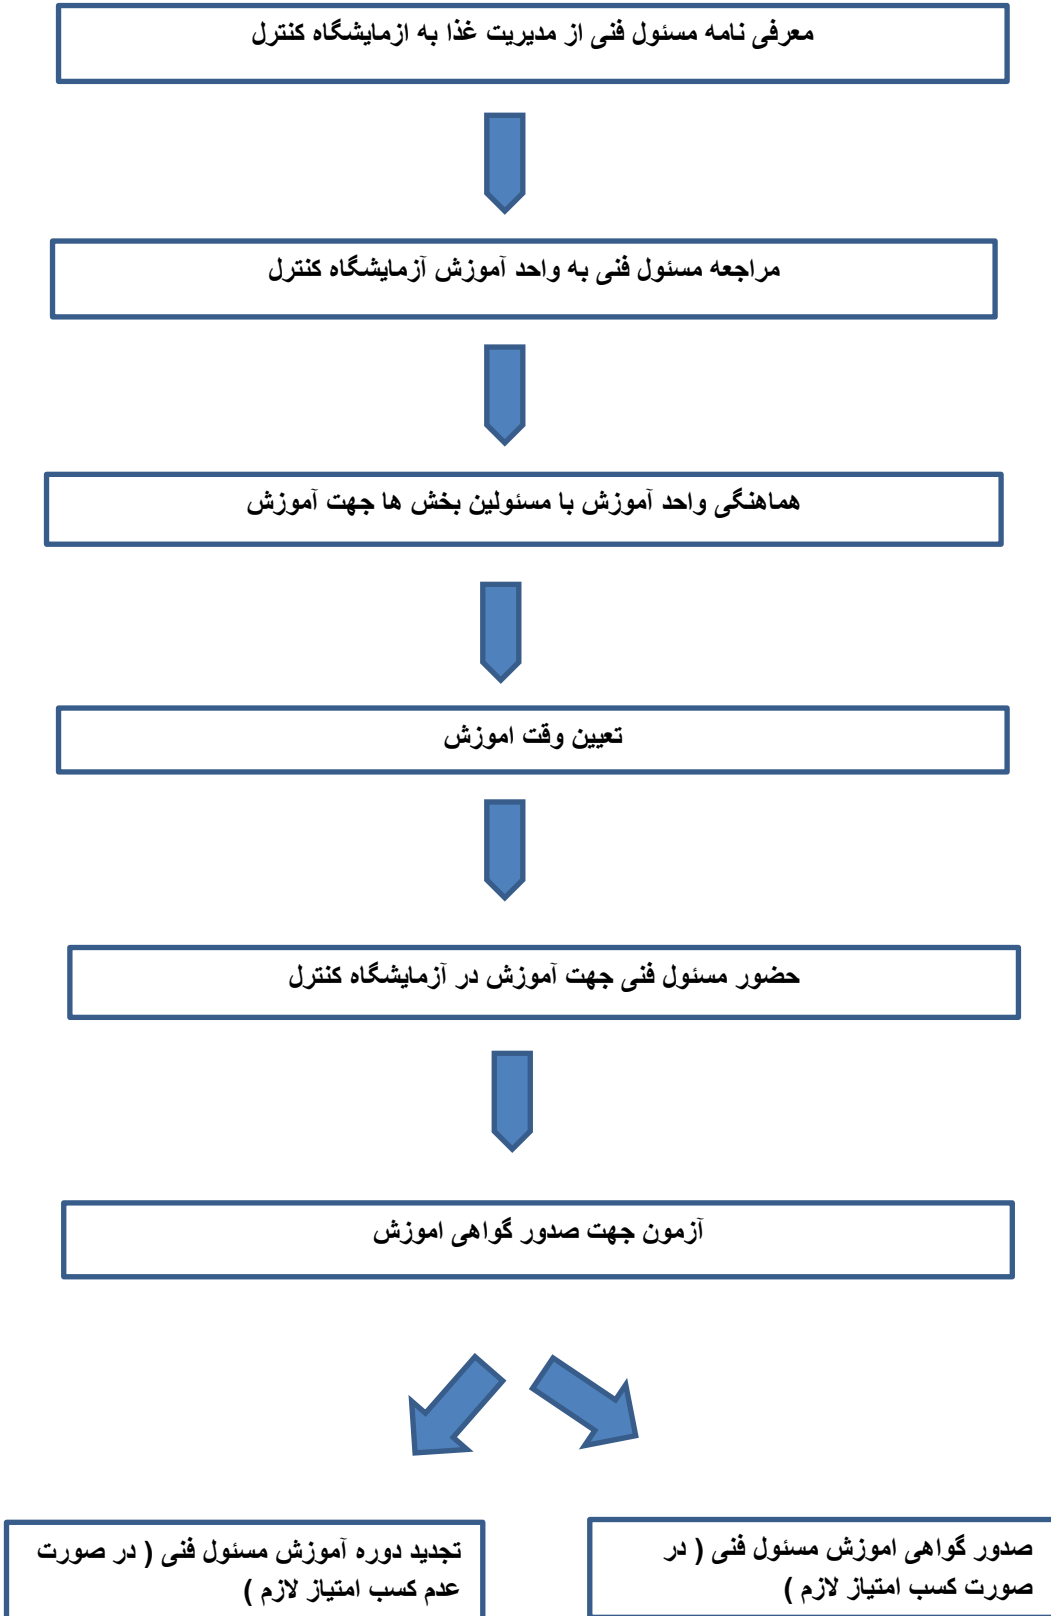 معرفی نامه مسئول فنی از مدیریت غذا به ازمایشگاه کنترل
مراجعه مسئول فنی به واحد آموزش آزمایشگاه کنترل
هماهنگی واحد آموزش با مسئولین بخش ها جهت آموزش
تعیین وقت اموزش
حضور مسئول فنی جهت آموزش در آزمایشگاه کنترل
آزمون جهت صدور گواهی اموزش
صدور گواهی اموزش مسئول فنی ( در
صورت کسب امتیاز لازم )
تجدید دوره آموزش مسئول فنی ( در صورت
عدم کسب امتیاز لازم )